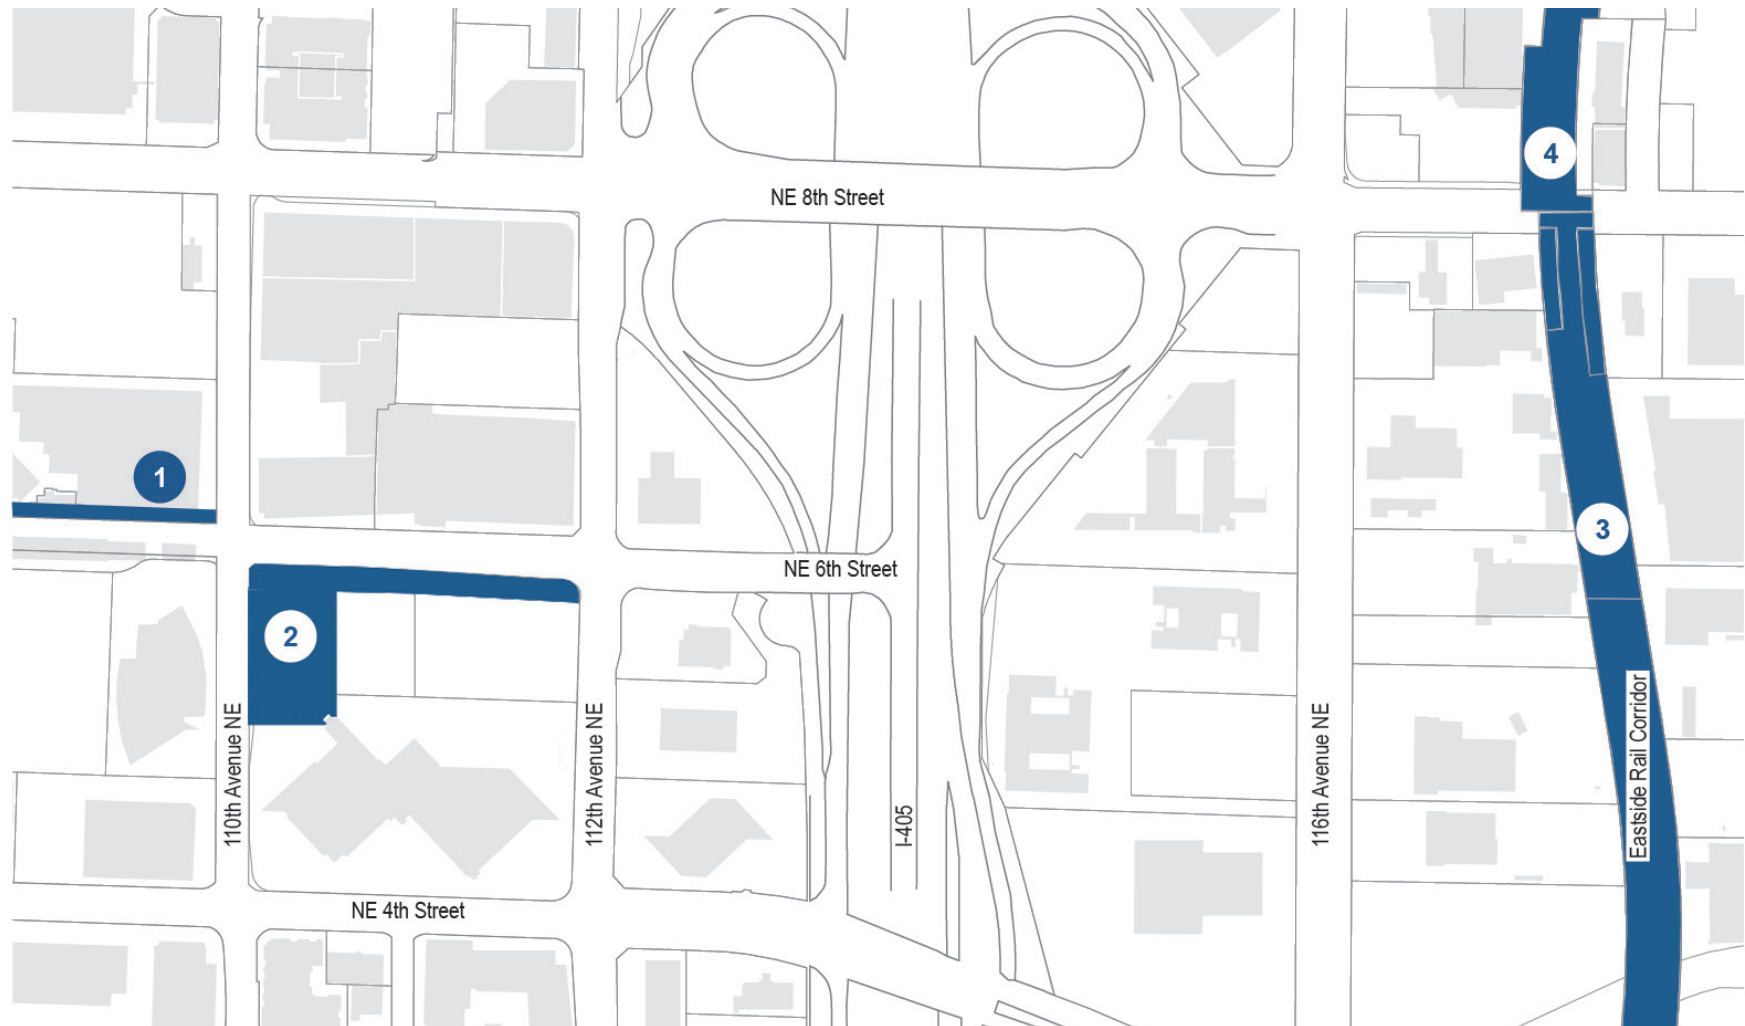 4
NE 8th Street
1
3
NE 6th Street
2
110th Avenue NE
112th Avenue NE
I-405
116th Avenue NE
Eastside Rail Corridor
NE 4th Street